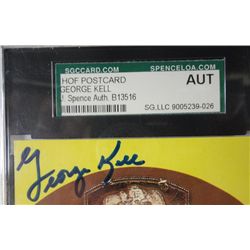 SGCCARD.COM SPENCELOA.COM
HOF POSTCARD
GEORGE KELL AUT
J. Spence Auth. B13516
SG,LLC 9005239-026
George Kell